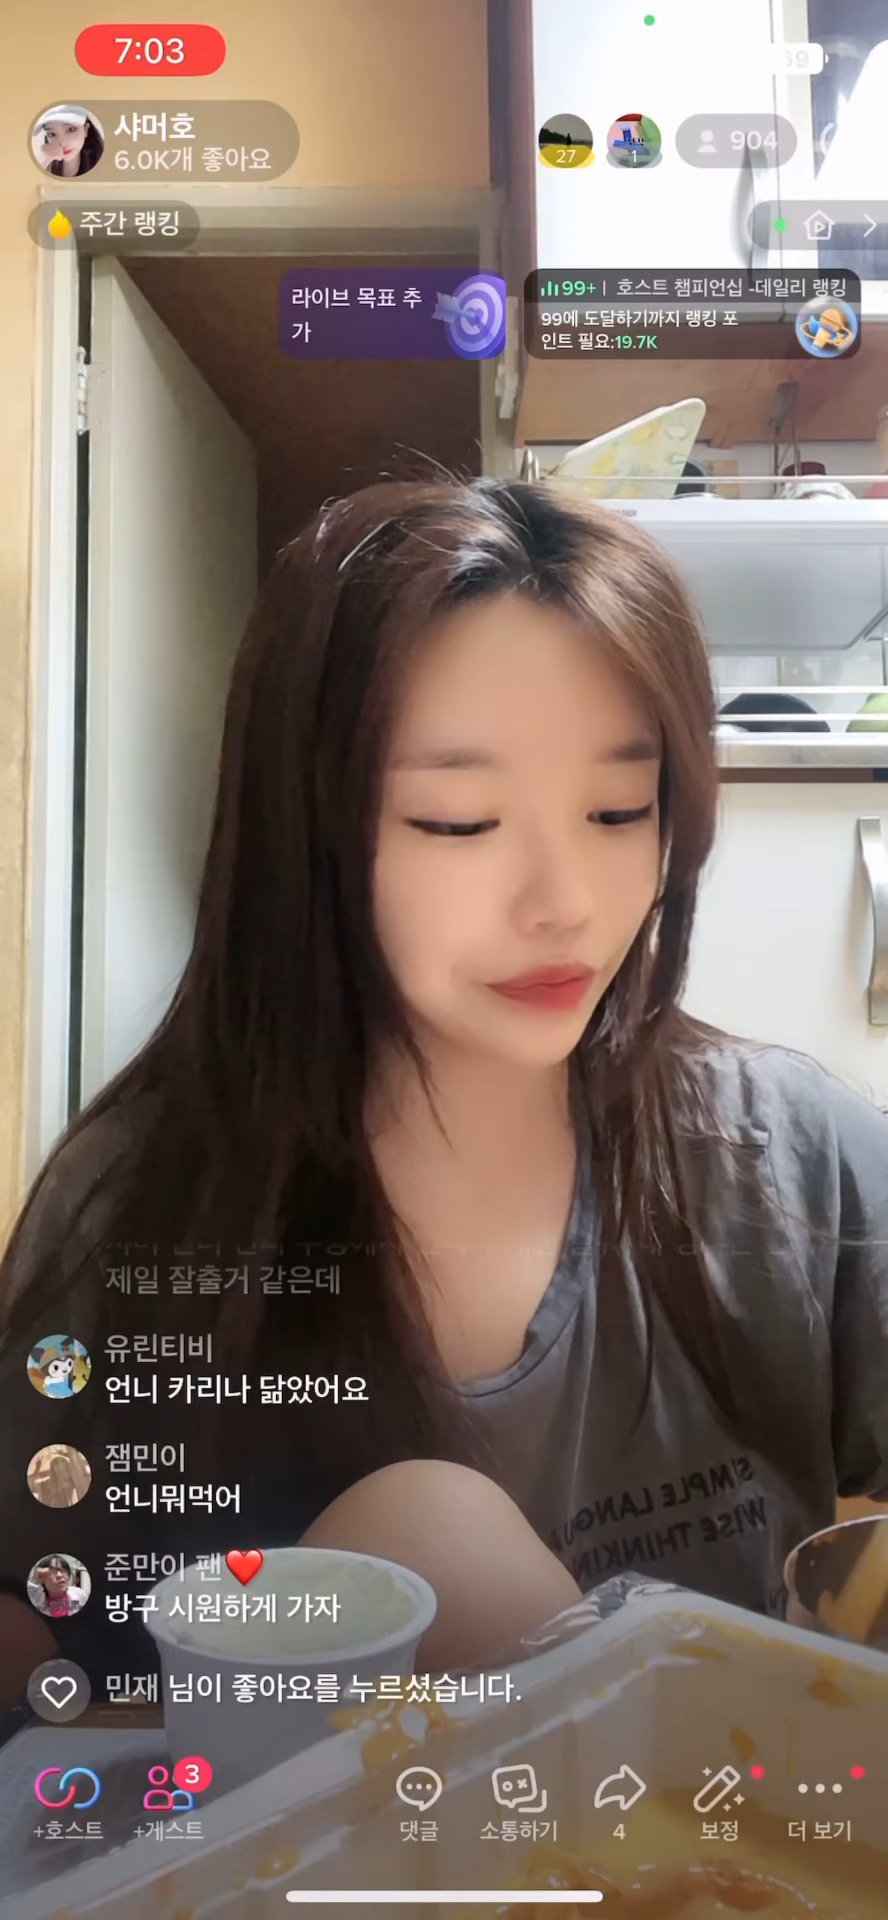 7:03
69
샤머호
6.0K개 좋아요
27
1
904
주간 랭킹
라이브 목표 추
가
99+ | 호스트 챔피언십 -데일리 랭킹
99에 도달하기까지 랭킹 포
인트 필요:19.7K
제일 잘출거 같은데
유린티비
언니 카리나 닮았어요
잼민이
언니뭐먹어
SIMPLE LANGUA
WISE THINKIN
준만이 팬❤️
방구 시원하게 가자
민재 님이 좋아요를 누르셨습니다.
3
+호스트
+게스트
댓글
소통하기
4
보정
더 보기